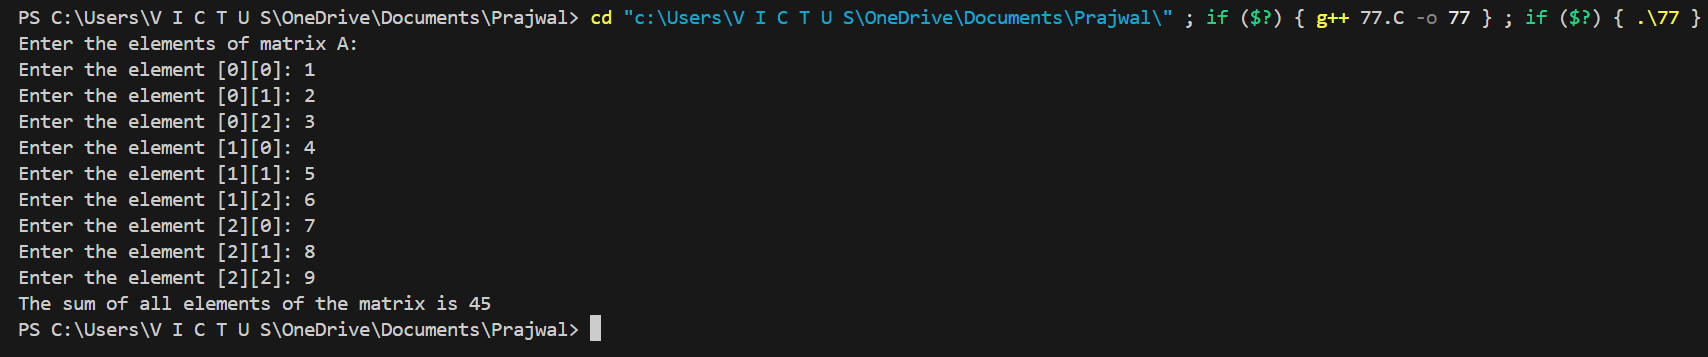 PS C:\Users\V I C T U S\OneDrive\Documents\Prajwal> cd "c:\Users\V I C T U S\OneDrive\Documents\Prajwal\" ; if ($?) { g++ 77.C -o 77 } ; if ($?) { .\77 }
Enter the elements of matrix A:
Enter the element [0][0]: 1
Enter the element [0][1]: 2
Enter the element [0][2]: 3
Enter the element [1][0]: 4
Enter the element [1][1]: 5
Enter the element [1][2]: 6
Enter the element [2][0]: 7
Enter the element [2][1]: 8
Enter the element [2][2]: 9
The sum of all elements of the matrix is 45
PS C:\Users\V I C T U S\OneDrive\Documents\Prajwal>